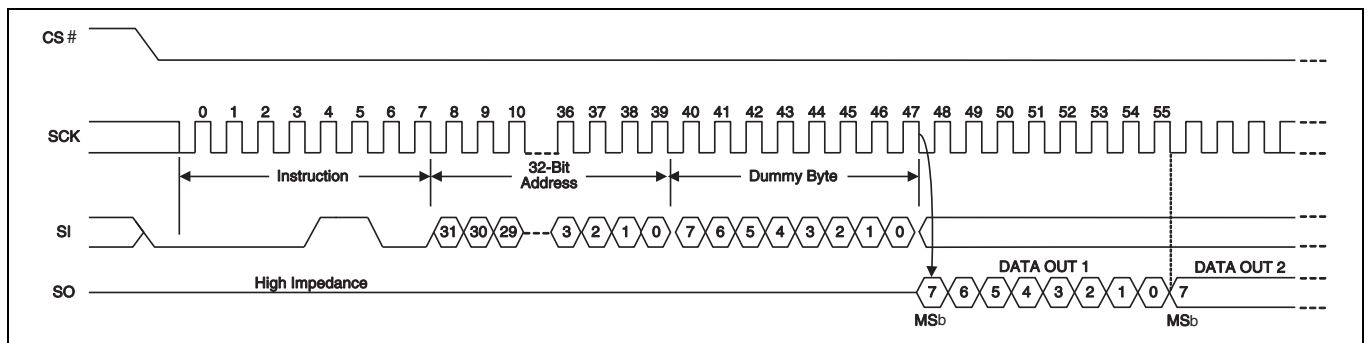 CS #
0 1 2 3 4 5 6 7 8 9 10 36 37 38 39 40 41 42 43 44 45 46 47 48 49 50 51 52 53 54 55
SCK
Instruction
32-Bit
Address
Dummy Byte
SI
31 30 29 3 2 1 0 7 6 5 4 3 2 1 0
DATA OUT 1
DATA OUT 2
High Impedance
SO
7 6 5 4 3 2 1 0 7
MSb
MSb